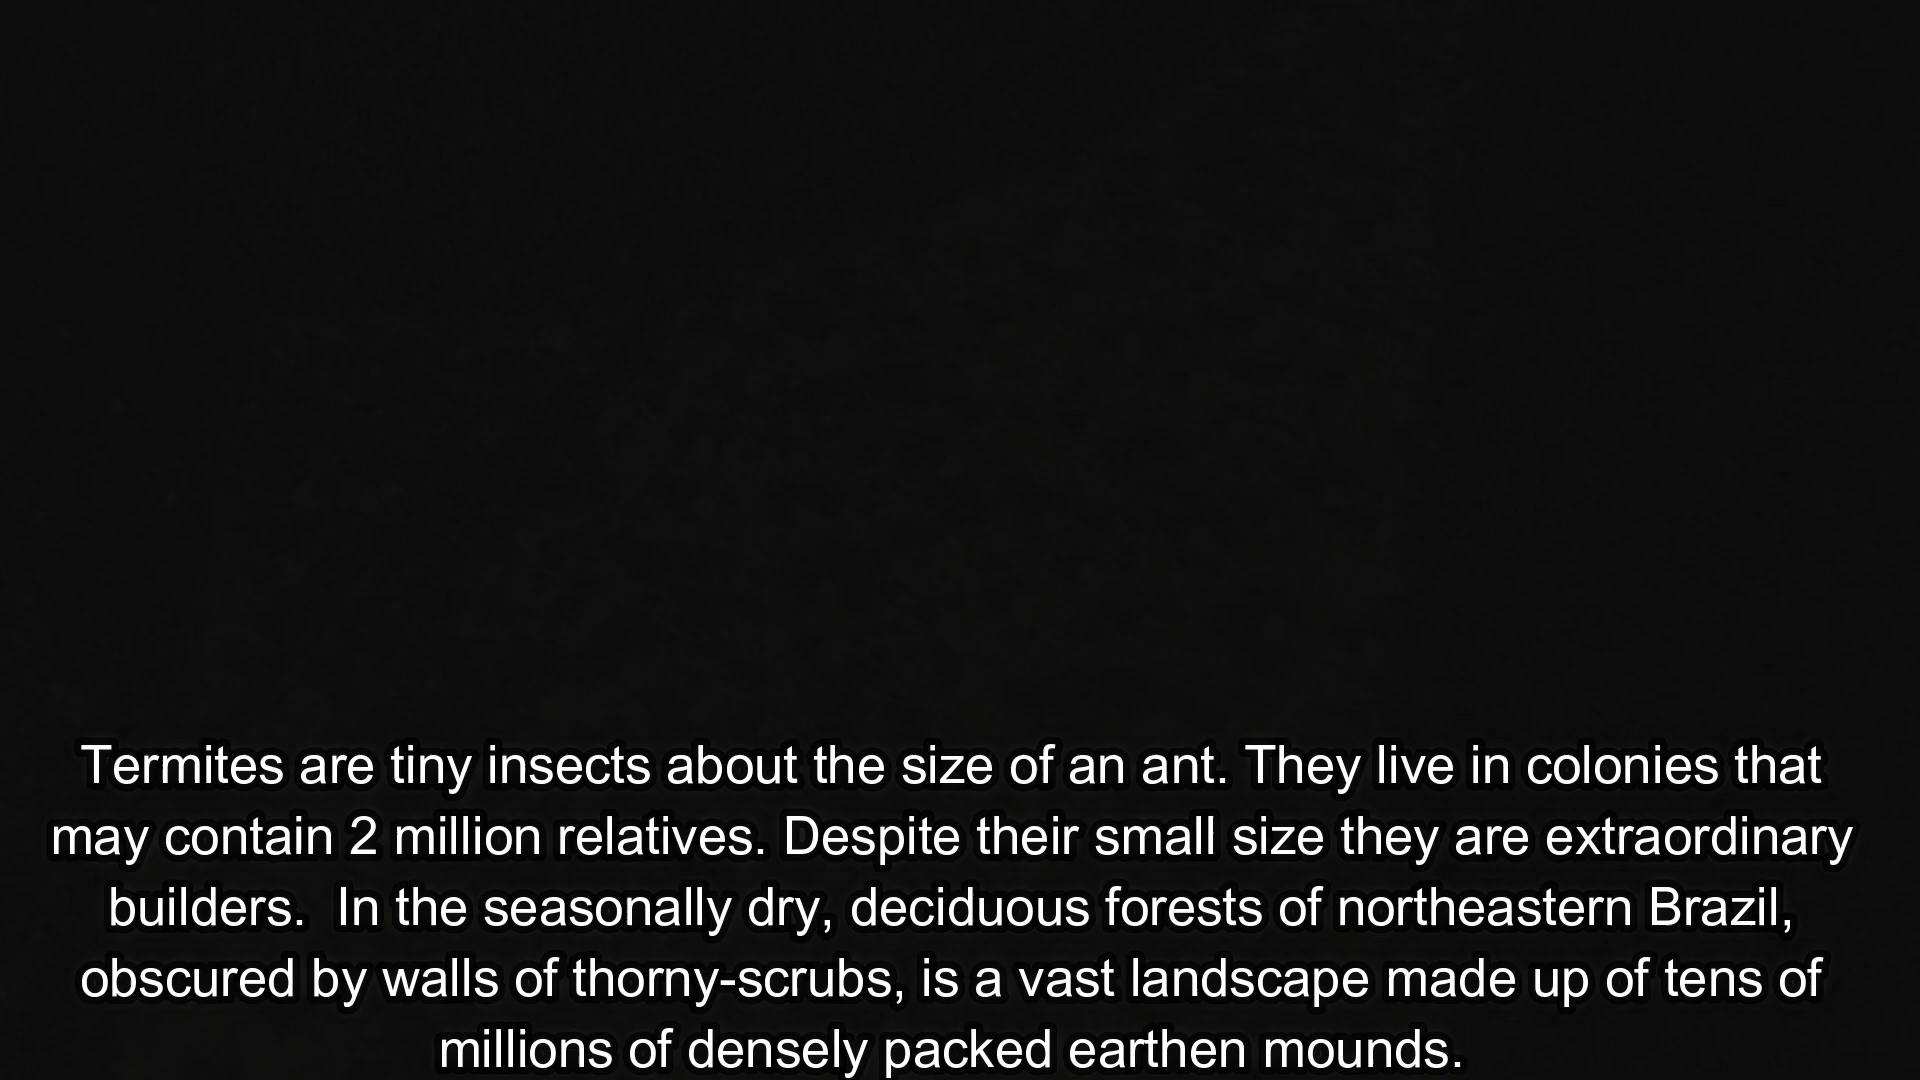 Termites are tiny insects about the size of an ant. They live in colonies that
may contain 2 million relatives. Despite their small size they are extraordinary
builders.  In the seasonally dry, deciduous forests of northeastern Brazil,
obscured by walls of thorny-scrubs, is a vast landscape made up of tens of
millions of densely packed earthen mounds.